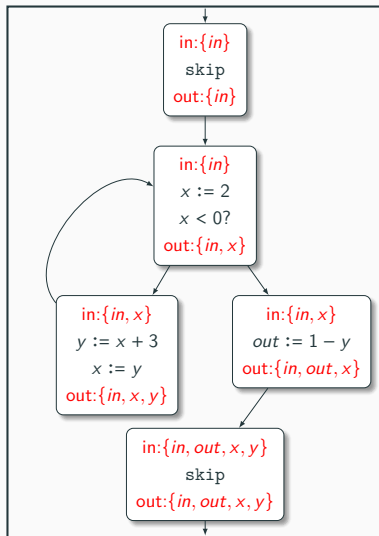 in:{in}
skip
out:{in}
in:{in}
x := 2
x < 0?
out:{in, x}
in:{in, x}
y := x + 3
x := y
out:{in, x, y}
in:{in, x}
out := 1 − y
out:{in, out, x}
in:{in, out, x, y}
skip
out:{in, out, x, y}